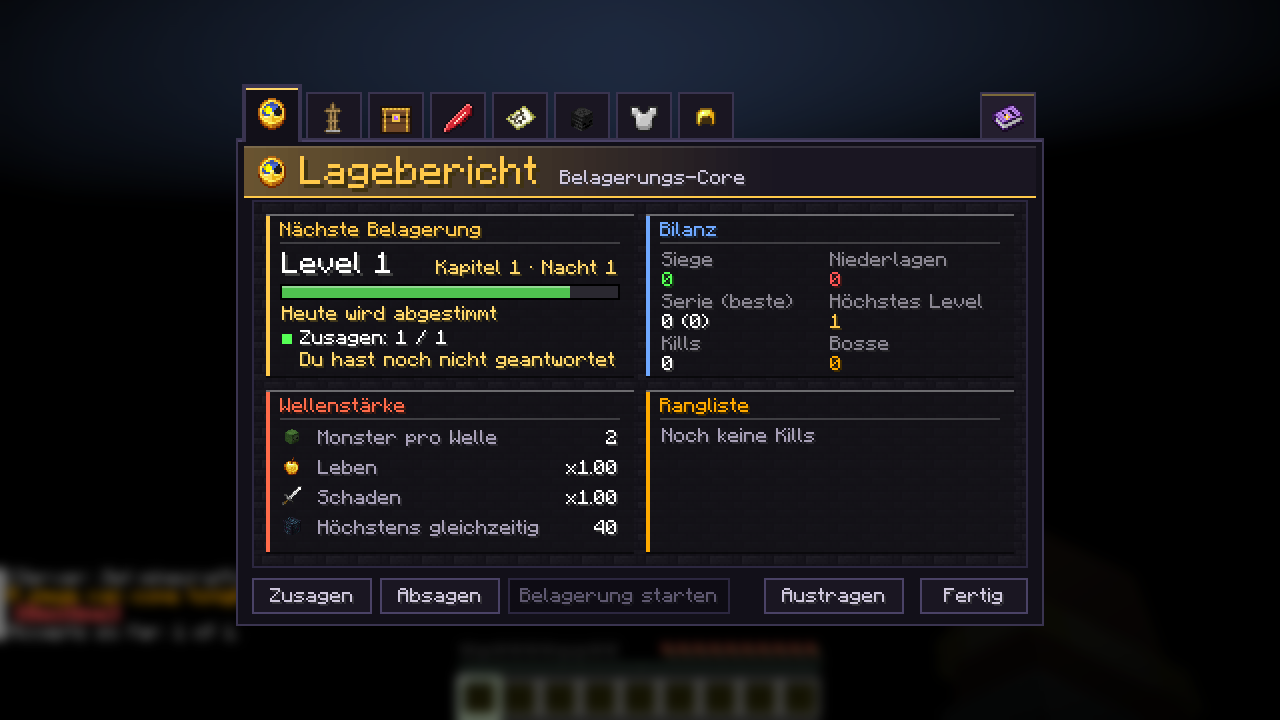 Lagebericht Belagerungs-Core
Nächste Belagerung
Level 1 Kapitel 1 · Nacht 1
Heute wird abgestimmt
Zusagen: 1 / 1
Du hast noch nicht geantwortet
Bilanz
Siege Niederlagen
0 0
Serie (beste) Höchstes Level
0 (0) 1
Kills Bosse
0 0
Wellenstärke
Monster pro Welle 2
Leben x1.00
Schaden x1.00
Höchstens gleichzeitig 40
Rangliste
Noch keine Kills
Zusagen Absagen Belagerung starten Austragen Fertig